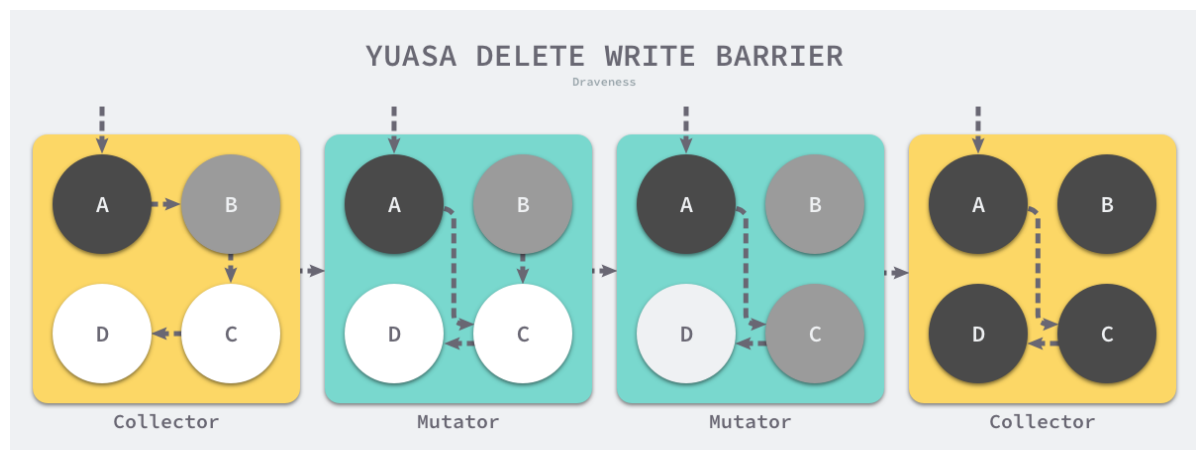 YUASA DELETE WRITE BARRIER
Draveness
A B
D C
Collector
A B
D C
Mutator
A B
D C
Mutator
A B
D C
Collector